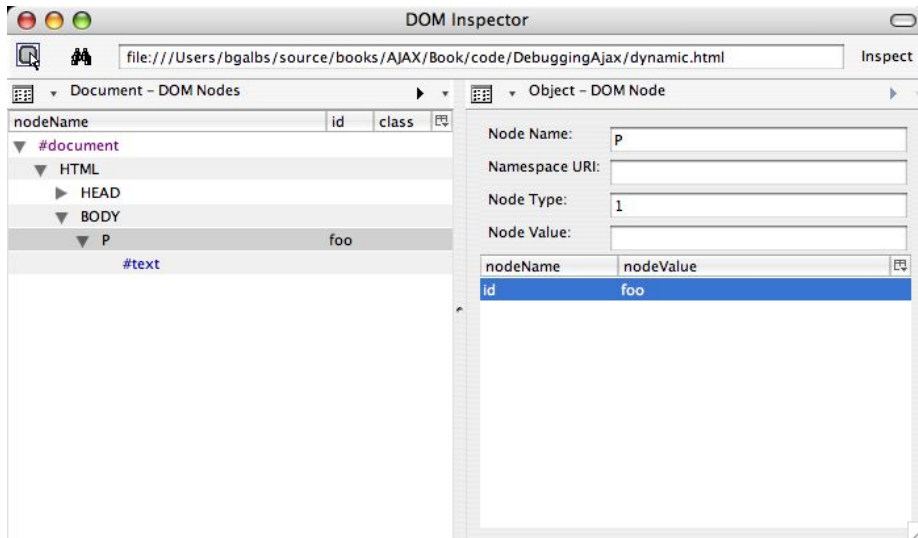 DOM Inspector
file:///Users/bgalbs/source/books/AJAX/Book/code/DebuggingAjax/dynamic.html Inspect
Document – DOM Nodes
nodeName id class
#document
HTML
HEAD
BODY
P foo
#text
Object – DOM Node
Node Name: P
Namespace URI:
Node Type: 1
Node Value:
nodeName nodeValue
id foo